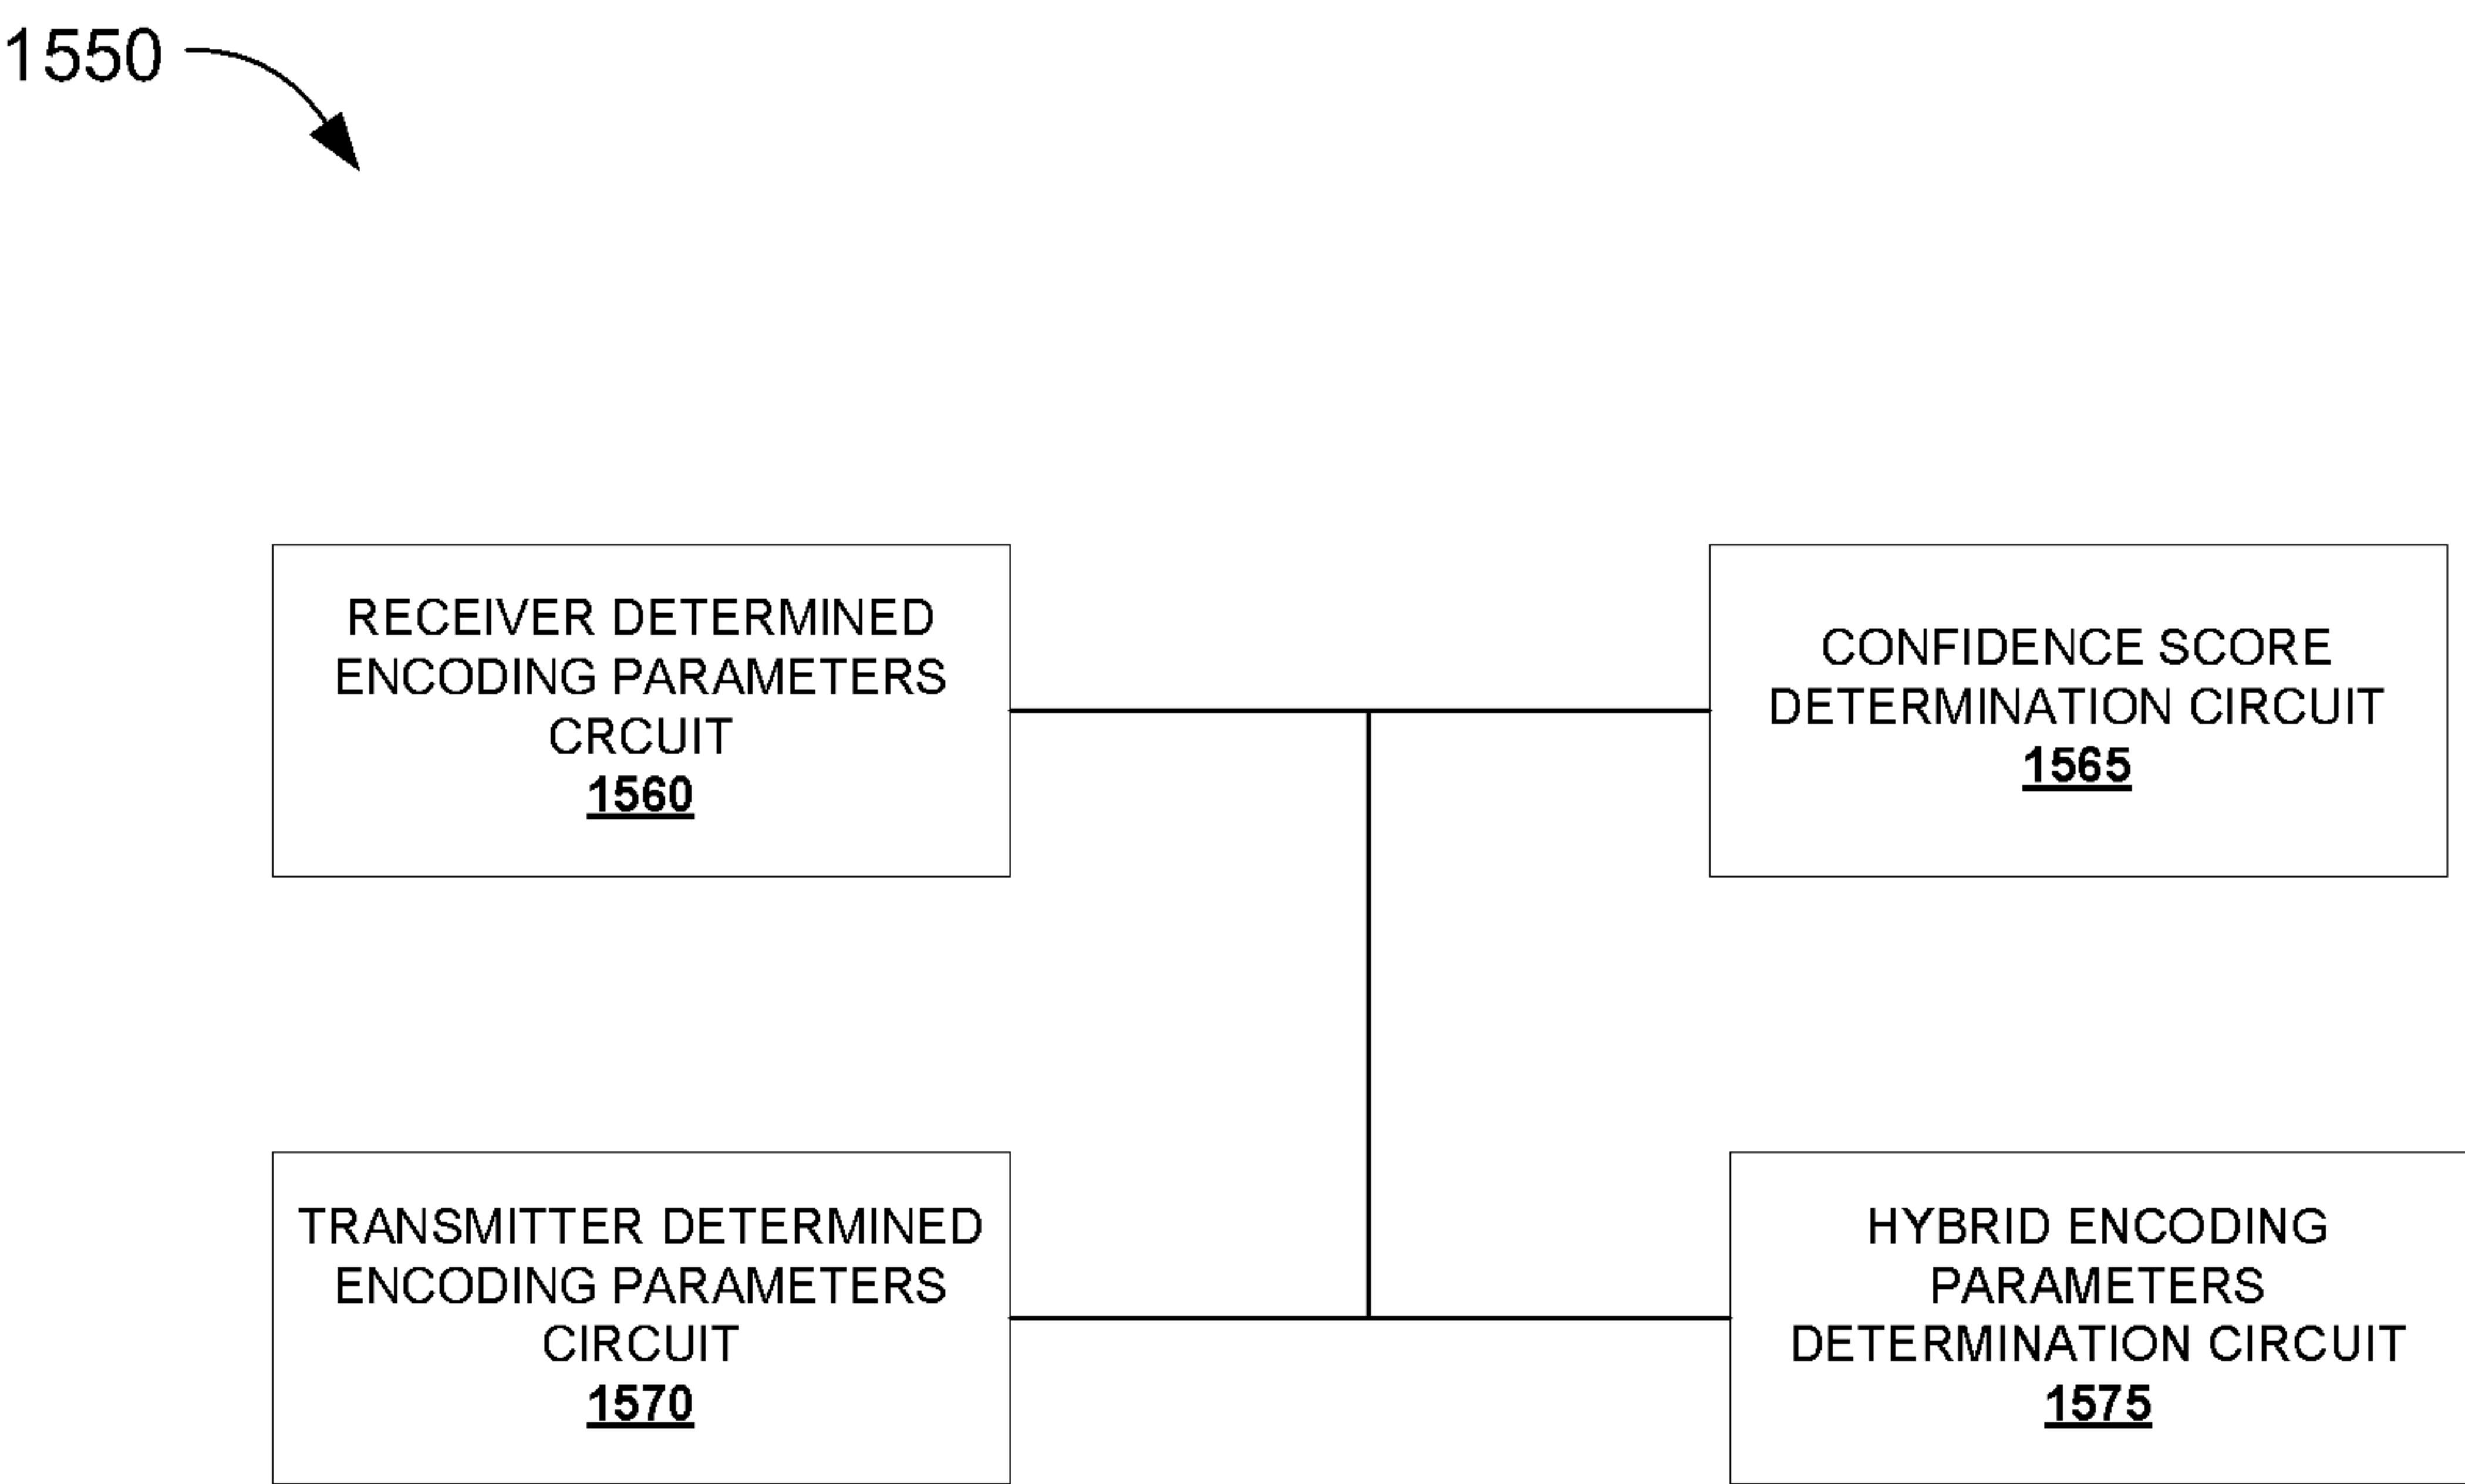 1550
RECEIVER DETERMINED
ENCODING PARAMETERS
CRCUIT
1560
CONFIDENCE SCORE
DETERMINATION CIRCUIT
1565
TRANSMITTER DETERMINED
ENCODING PARAMETERS
CIRCUIT
1570
HYBRID ENCODING
PARAMETERS
DETERMINATION CIRCUIT
1575